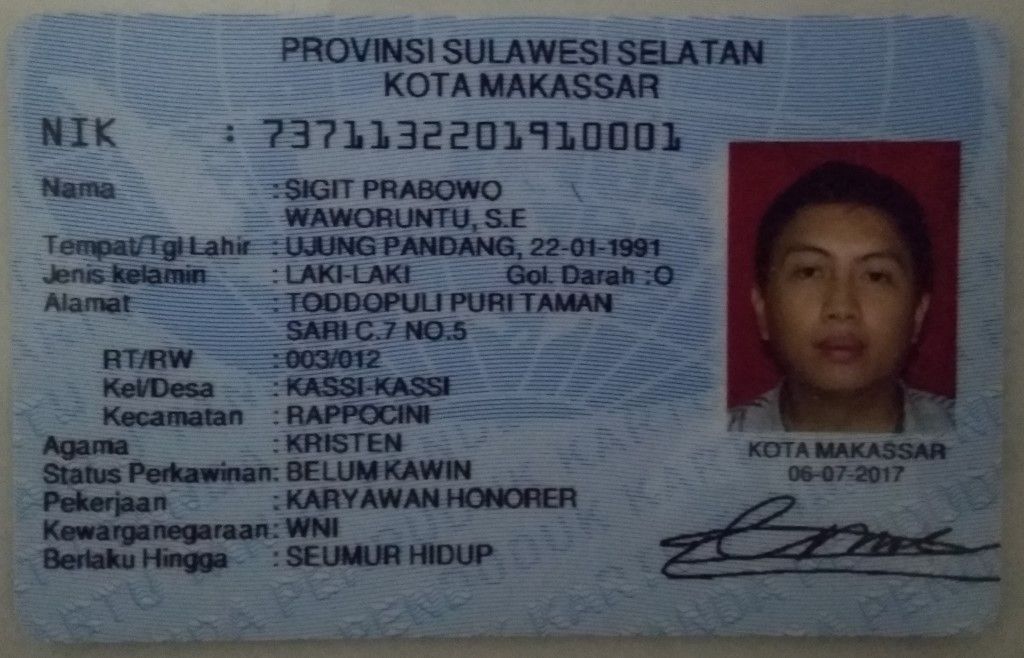 PROVINSI SULAWESI SELATAN
KOTA MAKASSAR
NIK : 7371132201910001
Nama : SIGIT PRABOWO
WAWORUNTU, S.E
Tempat/Tgl Lahir : UJUNG PANDANG, 22-01-1991
Jenis kelamin : LAKI-LAKI Gol. Darah :O
Alamat : TODDOPULI PURI TAMAN
SARI C.7 NO.5
RT/RW : 003/012
Kel/Desa : KASSI-KASSI
Kecamatan : RAPPOCINI
Agama : KRISTEN
Status Perkawinan: BELUM KAWIN
Pekerjaan : KARYAWAN HONORER
Kewarganegaraan: WNI
Berlaku Hingga : SEUMUR HIDUP
KOTA MAKASSAR
06-07-2017